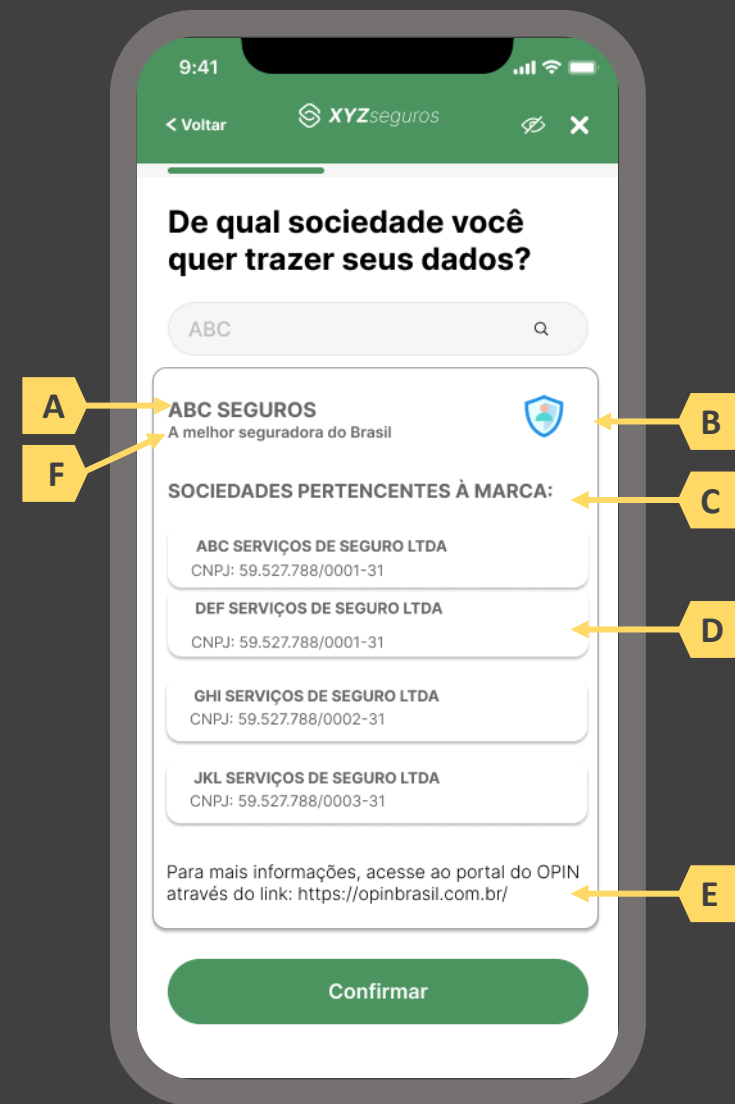 9:41
< Voltar
XYZseguros
De qual sociedade você
quer trazer seus dados?
ABC
A
ABC SEGUROS
B
F
A melhor seguradora do Brasil
SOCIEDADES PERTENCENTES À MARCA:
C
ABC SERVIÇOS DE SEGURO LTDA
CNPJ: 59.527.788/0001-31
DEF SERVIÇOS DE SEGURO LTDA
D
CNPJ: 59.527.788/0001-31
GHI SERVIÇOS DE SEGURO LTDA
CNPJ: 59.527.788/0002-31
JKL SERVIÇOS DE SEGURO LTDA
CNPJ: 59.527.788/0003-31
Para mais informações, acesse ao portal do OPIN
através do link: https://opinbrasil.com.br/
E
Confirmar